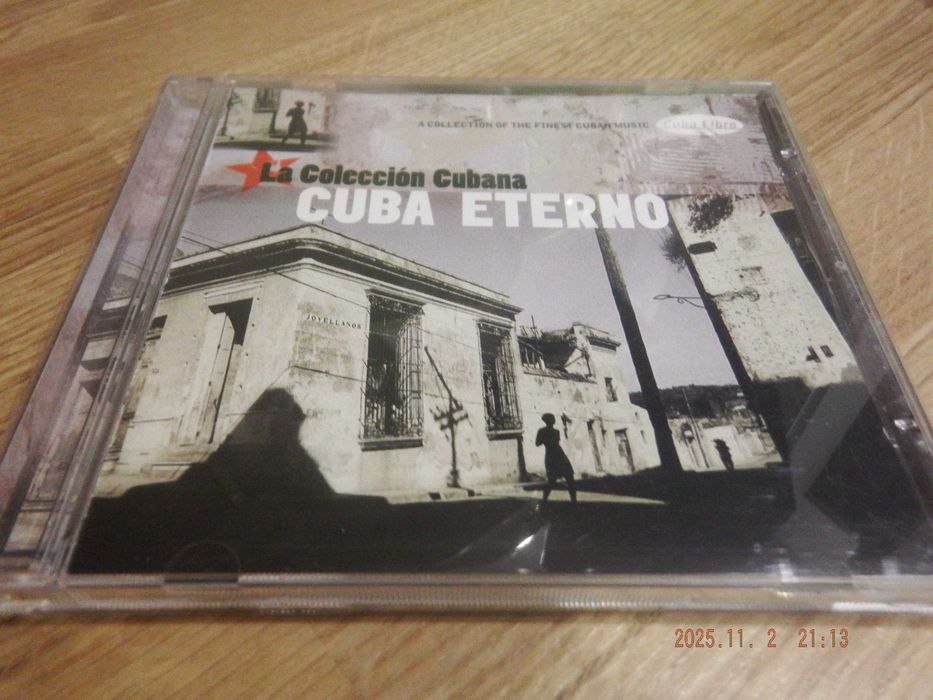 A COLLECTION OF THE FINEST CUBAN MUSIC
Cuba Libre
La Colección Cubana
CUBA ETERNO
JOVELLANOS
2025.11. 2 21:13